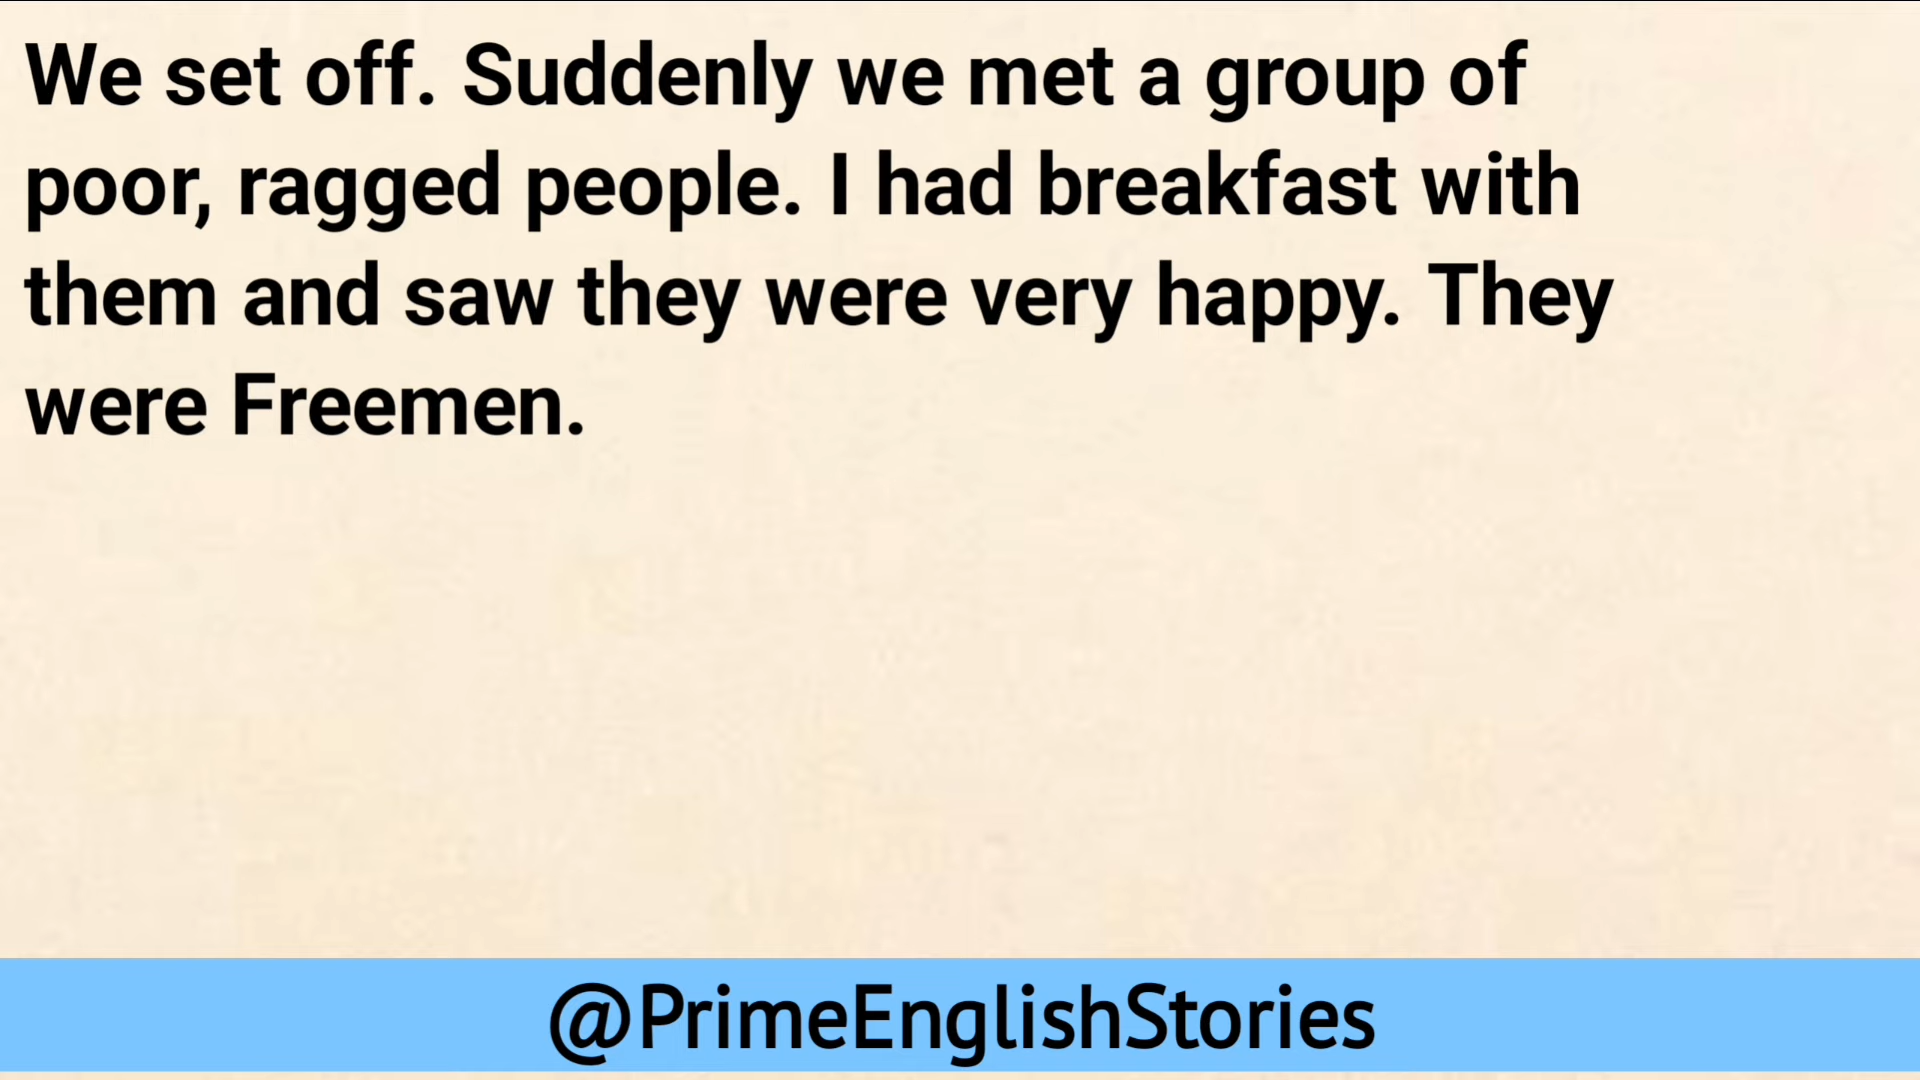 We set off. Suddenly we met a group of
poor, ragged people. I had breakfast with
them and saw they were very happy. They
were Freemen.
@PrimeEnglishStories